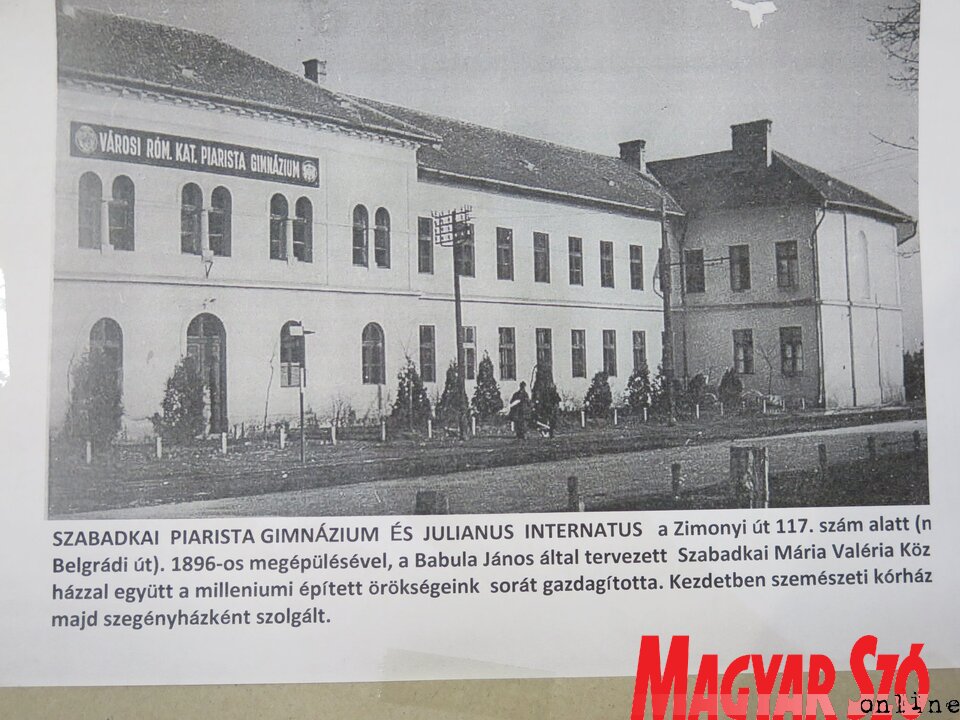 VÁROSI RÓM. KAT. PIARISTA GIMNÁZIUM
SZABADKAI PIARISTA GIMNÁZIUM ÉS JULIANUS INTERNATUS a Zimonyi út 117. szám alatt (n
Belgrádi út). 1896-os megépülésével, a Babula János által tervezett Szabadkai Mária Valéria Köz
házzal együtt a milleniumi épített örökségeink sorát gazdagította. Kezdetben szemészeti kórház
majd szegényházként szolgált.
MAGYAR SZÓ
online